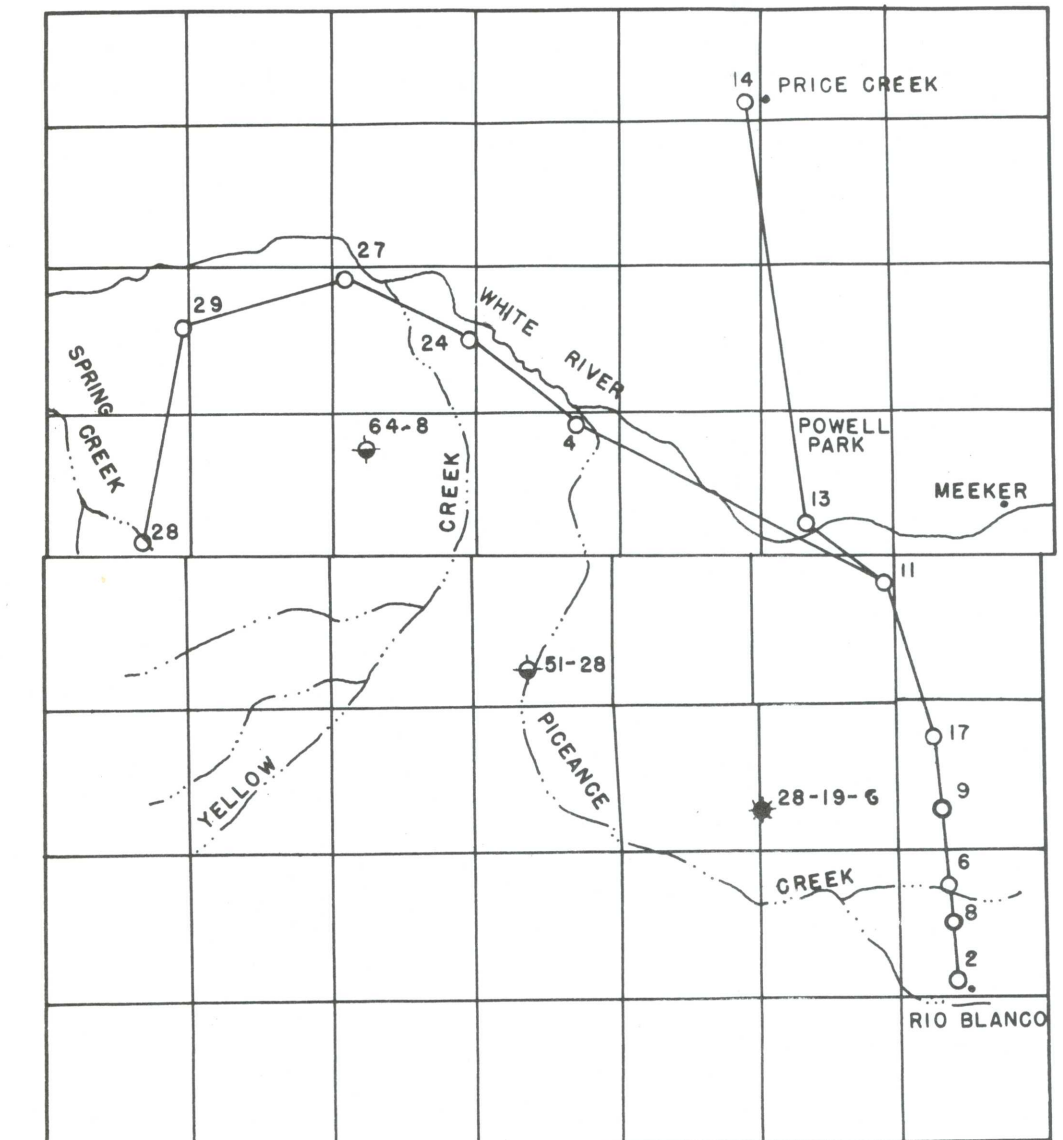 14
PRICE CREEK
27
29
WHITE
RIVER
24
SPRING
CREEK
64-8
4
POWELL
PARK
CREEK
MEEKER
13
28
11
51-28
PICEANCE
17
YELLOW
28-19-6
9
6
CREEK
8
2
RIO BLANCO